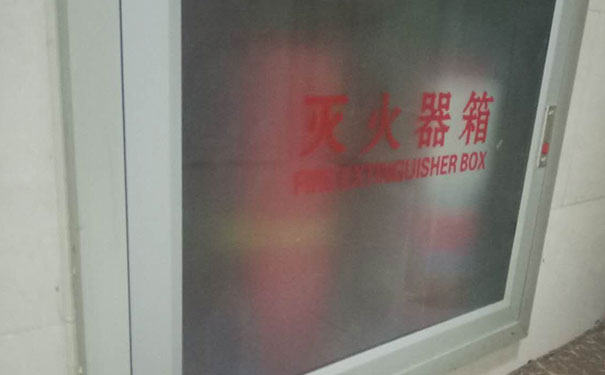 灭火器箱
FIRE EXTINGUISHER BOX